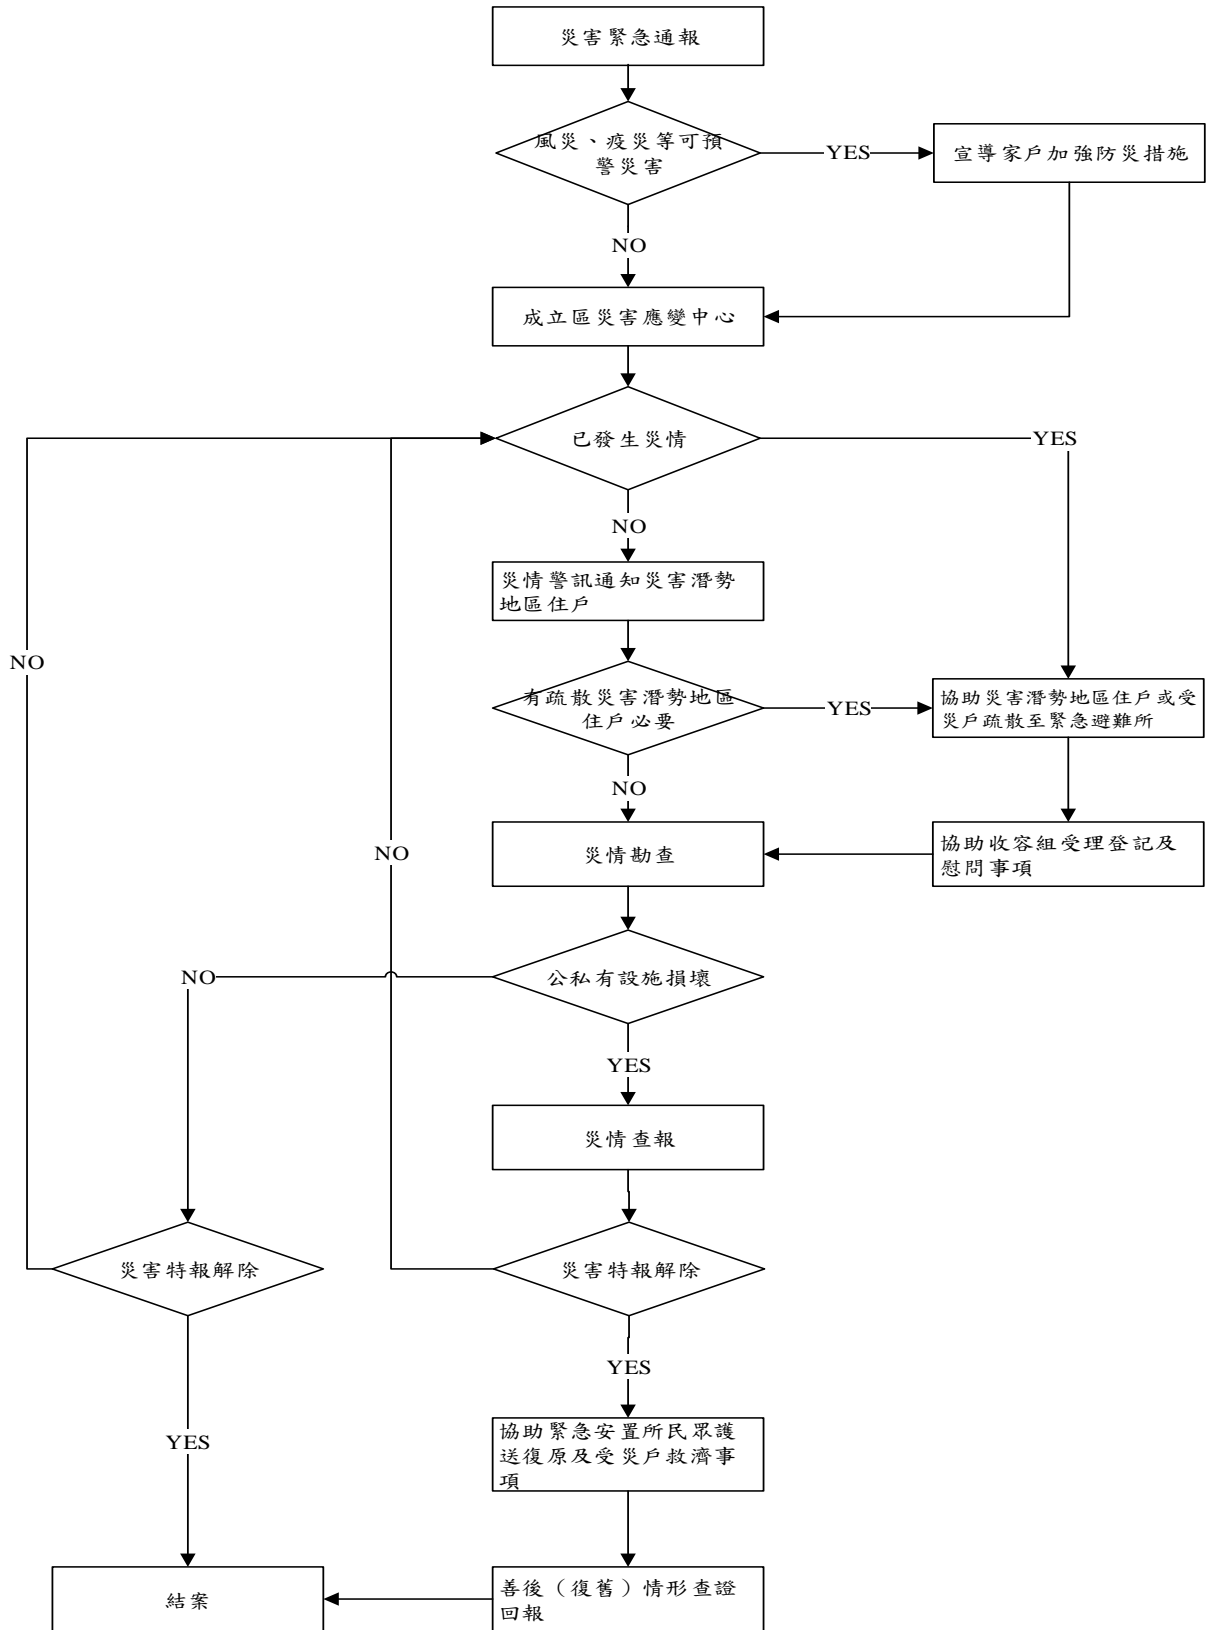 災害緊急通報
風災、疫災等可預
警災害
YES
宣導家戶加強防災措施
NO
成立區災害應變中心
已發生災情
YES
NO
災情警訊通知災害潛勢
地區住戶
NO
有疏散災害潛勢地區
住戶必要
YES
協助災害潛勢地區住戶或受
災戶疏散至緊急避難所
NO
災情勘查
NO
協助收容組受理登記及
慰問事項
公私有設施損壞
NO
YES
災情查報
災害特報解除
災害特報解除
YES
YES
協助緊急安置所民眾護
送復原及受災戶救濟事
項
結案
善後（復舊）情形查證
回報